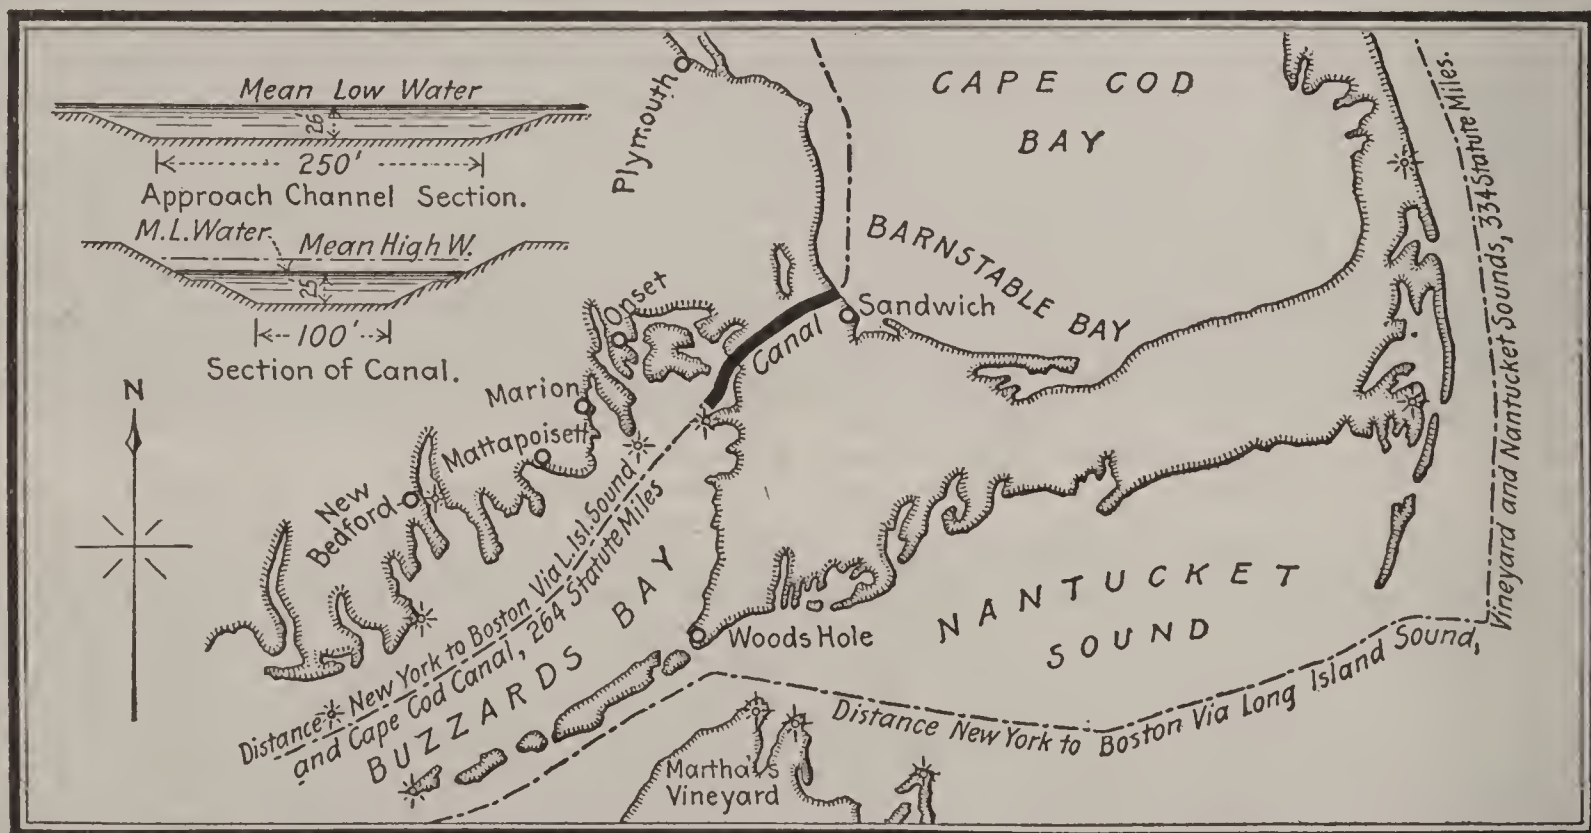 Mean Low Water
26'
250'
Approach Channel Section.
M.L.Water
Mean High W.
25'
100'
Section of Canal.
N
CAPE COD
BAY
Plymouth
BARNSTABLE BAY
Sandwich
Canal
Onset
Marion
Mattapoisett
New
Bedford
Distance New York to Boston Via L. Isl. Sound
and Cape Cod Canal, 264 Statute Miles
BUZZARDS BAY
Woods Hole
NANTUCKET
SOUND
Martha's
Vineyard
Distance New York to Boston Via Long Island Sound,
Vineyard and Nantucket Sounds, 334 Statute Miles.